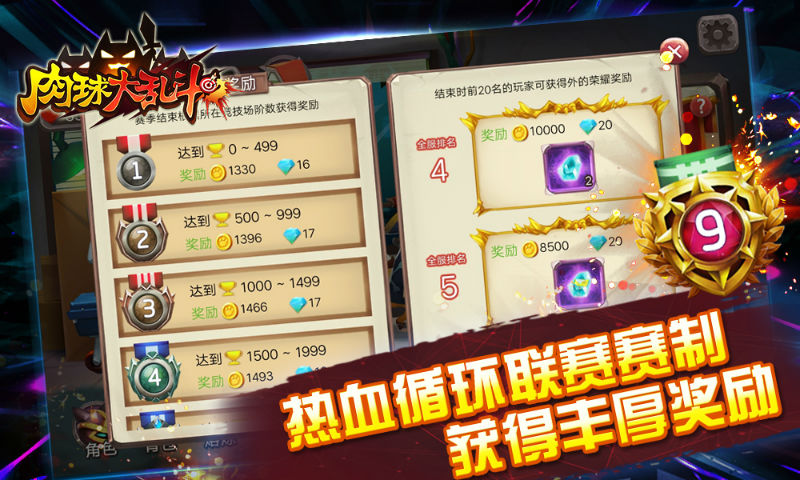 肉球大乱斗
奖励
赛季结束根据所在竞技场阶数获得奖励
1
达到 0 ~ 499
奖励 1330 16
2
达到 500 ~ 999
奖励 1396 17
3
达到 1000 ~ 1499
奖励 1466 17
4
达到 1500 ~ 1999
奖励 1493
角色
结束时前20名的玩家可获得外的荣耀奖励
全服排名
4
奖励 10000 20
2
全服排名
5
奖励 8500 20
?
9
热血循环联赛赛制
获得丰厚奖励